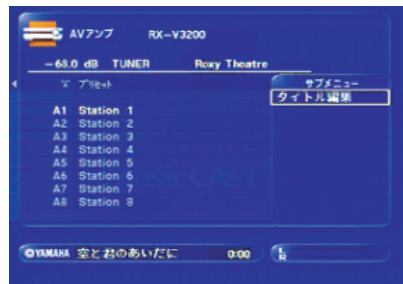 AVアンプ RX-V3200
-68.0 dB TUNER Roxy Theatre
プリセット
サブメニュー
タイトル編集
A1 Station 1
A2 Station 2
A3 Station 3
A4 Station 4
A5 Station 5
A6 Station 6
A7 Station 7
A8 Station 8
MusicCAST
YAMAHA 空と君のあいだに 0:00 L
R